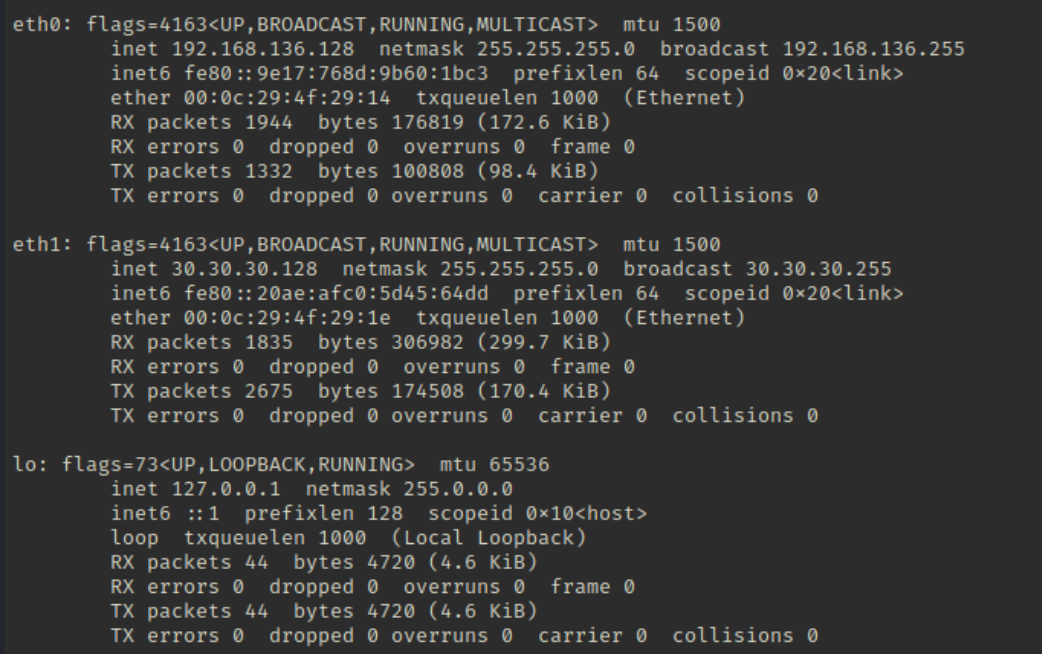 eth0: flags=4163<UP,BROADCAST,RUNNING,MULTICAST>  mtu 1500
        inet 192.168.136.128  netmask 255.255.255.0  broadcast 192.168.136.255
        inet6 fe80::9e17:768d:9b60:1bc3  prefixlen 64  scopeid 0×20<link>
        ether 00:0c:29:4f:29:14  txqueuelen 1000  (Ethernet)
        RX packets 1944  bytes 176819 (172.6 KiB)
        RX errors 0  dropped 0  overruns 0  frame 0
        TX packets 1332  bytes 100808 (98.4 KiB)
        TX errors 0  dropped 0 overruns 0  carrier 0  collisions 0

eth1: flags=4163<UP,BROADCAST,RUNNING,MULTICAST>  mtu 1500
        inet 30.30.30.128  netmask 255.255.255.0  broadcast 30.30.30.255
        inet6 fe80::20ae:afc0:5d45:64dd  prefixlen 64  scopeid 0×20<link>
        ether 00:0c:29:4f:29:1e  txqueuelen 1000  (Ethernet)
        RX packets 1835  bytes 306982 (299.7 KiB)
        RX errors 0  dropped 0  overruns 0  frame 0
        TX packets 2675  bytes 174508 (170.4 KiB)
        TX errors 0  dropped 0 overruns 0  carrier 0  collisions 0

lo: flags=73<UP,LOOPBACK,RUNNING>  mtu 65536
        inet 127.0.0.1  netmask 255.0.0.0
        inet6 ::1  prefixlen 128  scopeid 0×10<host>
        loop  txqueuelen 1000  (Local Loopback)
        RX packets 44  bytes 4720 (4.6 KiB)
        RX errors 0  dropped 0  overruns 0  frame 0
        TX packets 44  bytes 4720 (4.6 KiB)
        TX errors 0  dropped 0 overruns 0  carrier 0  collisions 0